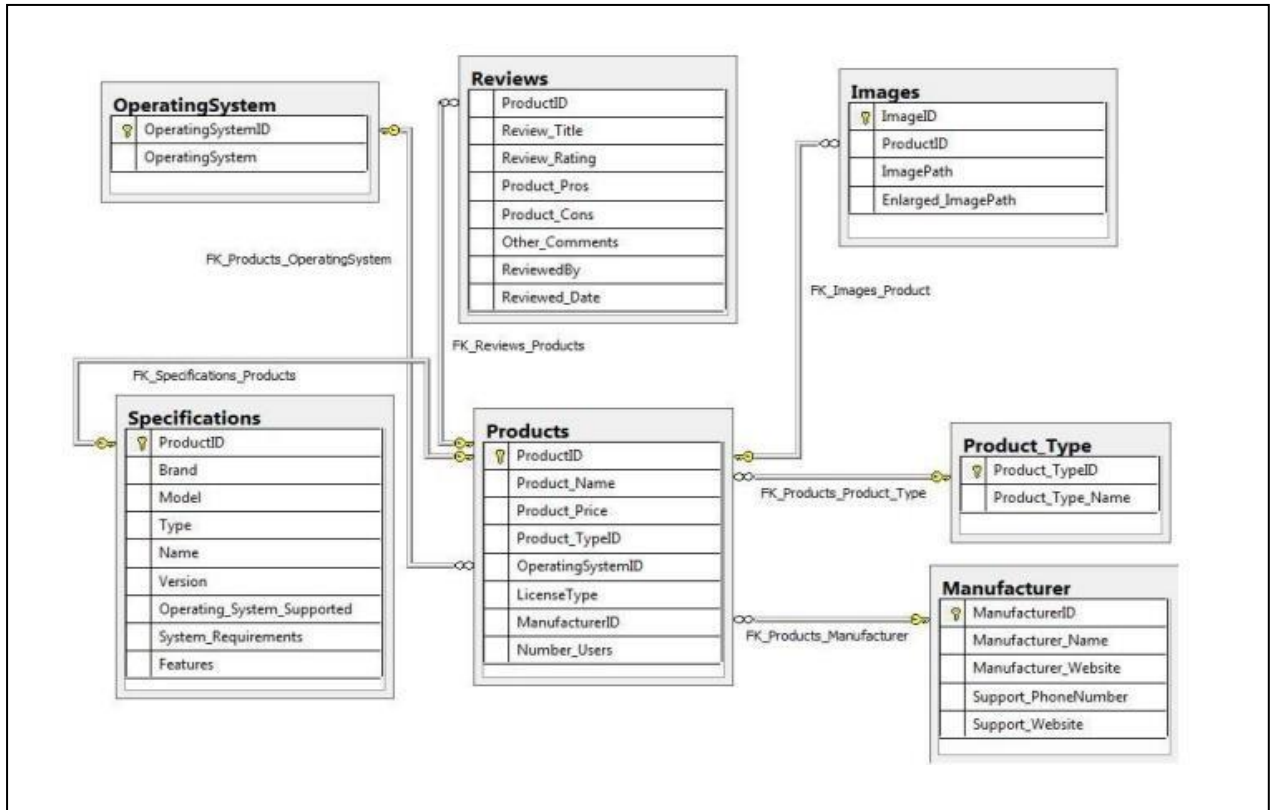 OperatingSystem
OperatingSystemID
OperatingSystem
Reviews
ProductID
Review_Title
Review_Rating
Product_Pros
Product_Cons
Other_Comments
ReviewedBy
Reviewed_Date
Images
ImageID
ProductID
ImagePath
Enlarged_ImagePath
FK_Products_OperatingSystem
FK_Images_Product
FK_Reviews_Products
FK_Specifications_Products
Specifications
ProductID
Brand
Model
Type
Name
Version
Operating_System_Supported
System_Requirements
Features
Products
ProductID
Product_Name
Product_Price
Product_TypeID
OperatingSystemID
LicenseType
ManufacturerID
Number_Users
Product_Type
Product_TypeID
Product_Type_Name
FK_Products_Product_Type
Manufacturer
ManufacturerID
Manufacturer_Name
Manufacturer_Website
Support_PhoneNumber
Support_Website
FK_Products_Manufacturer